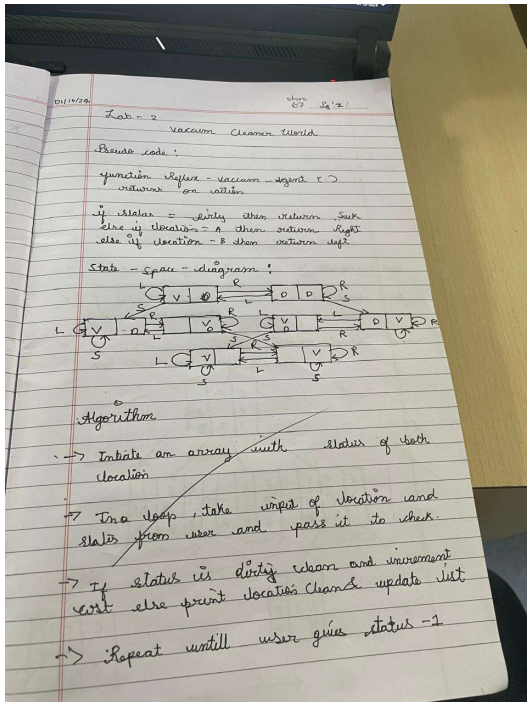 01/10/24
Lab - 2
Vaccum Cleaner World
Pseudo code :
function Reflex - vaccum - agent ( )
returns an action
if status = Dirty then return Suck
else if location = A then return Right
else if location - B then return left
State - space - diagram :
L V D R L D D R
S R S
L V D R L V D R L V D L R D V R
S S S
L V R L V R
S S
Algorithm
-> Intiate an array with status of both
location
-> In a loop , take input of location and
status from user and pass it to check.
-> If status is dirty clean and increment
cost else print location clean & update list
-> Repeat untill user gives status -1